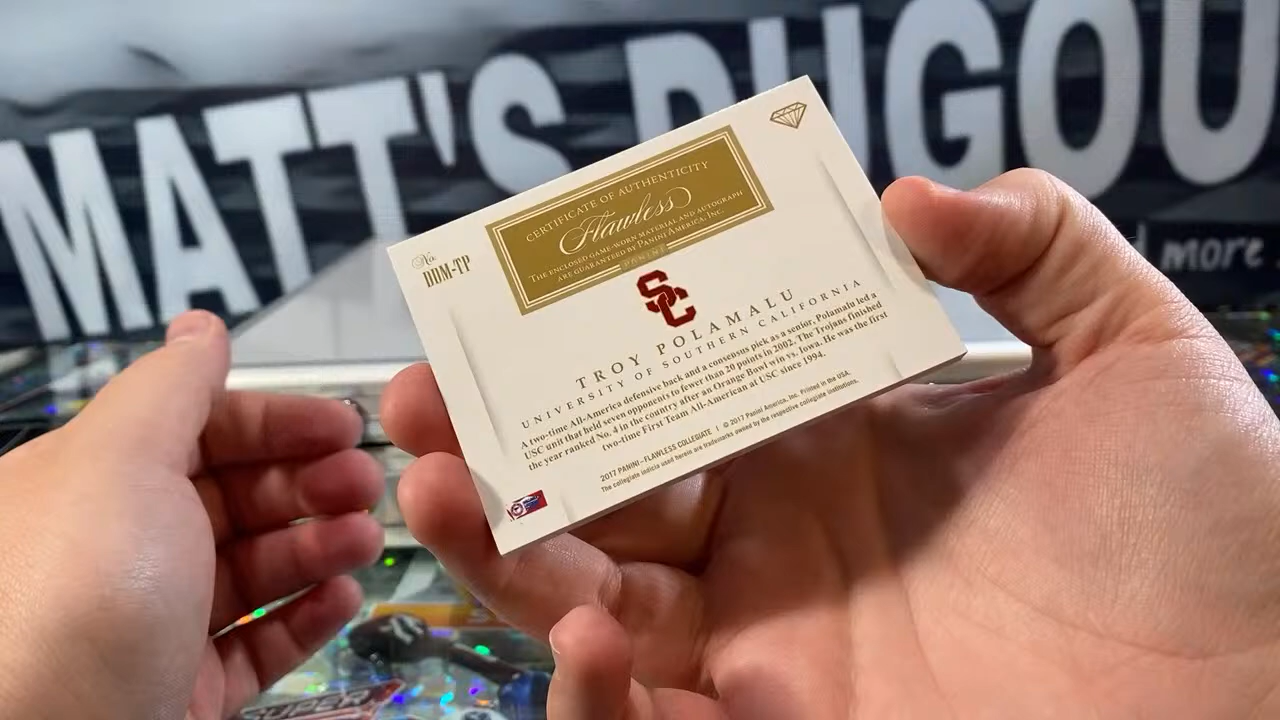 MATT'S DUGOU
d more
No.
DDM-TP
CERTIFICATE OF AUTHENTICITY
Flawless
THE ENCLOSED GAME-WORN MATERIAL AND AUTOGRAPH
ARE GUARANTEED BY PANINI AMERICA, INC.
PANINI
SC
TROY POLAMALU
UNIVERSITY OF SOUTHERN CALIFORNIA
A two-time All-America defensive back and a consensus pick as a senior, Polamalu led a
USC unit that held seven opponents to fewer than 20 points in 2002. The Trojans finished
the year ranked No. 4 in the country after an Orange Bowl win vs. Iowa. He was the first
two-time First Team All-American at USC since 1994.
2017 PANINI–FLAWLESS COLLEGIATE | © 2017 Panini America, Inc. Printed in the USA.
The collegiate indicia used herein are trademarks owned by the respective collegiate institutions.
SUPER